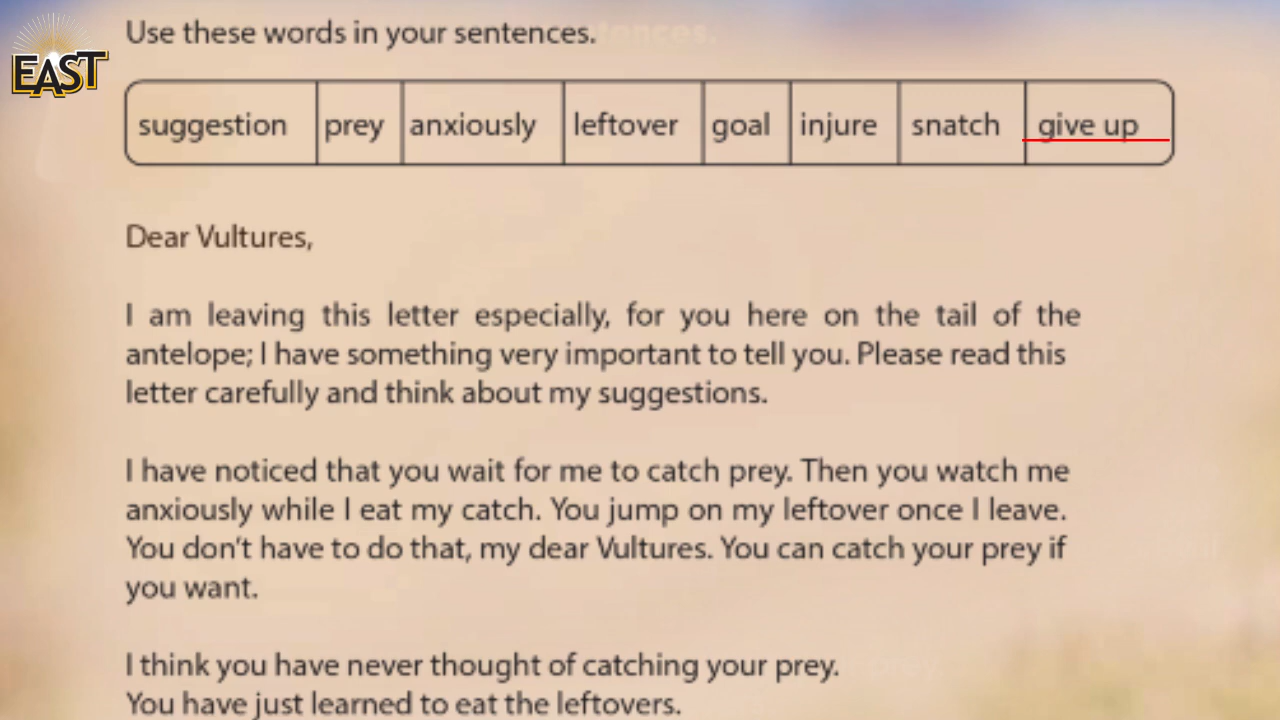 EAST
Use these words in your sentences.
suggestion prey anxiously leftover goal injure snatch give up
Dear Vultures,
I am leaving this letter especially, for you here on the tail of the
antelope; I have something very important to tell you. Please read this
letter carefully and think about my suggestions.
I have noticed that you wait for me to catch prey. Then you watch me
anxiously while I eat my catch. You jump on my leftover once I leave.
You don't have to do that, my dear Vultures. You can catch your prey if
you want.
I think you have never thought of catching your prey.
You have just learned to eat the leftovers.